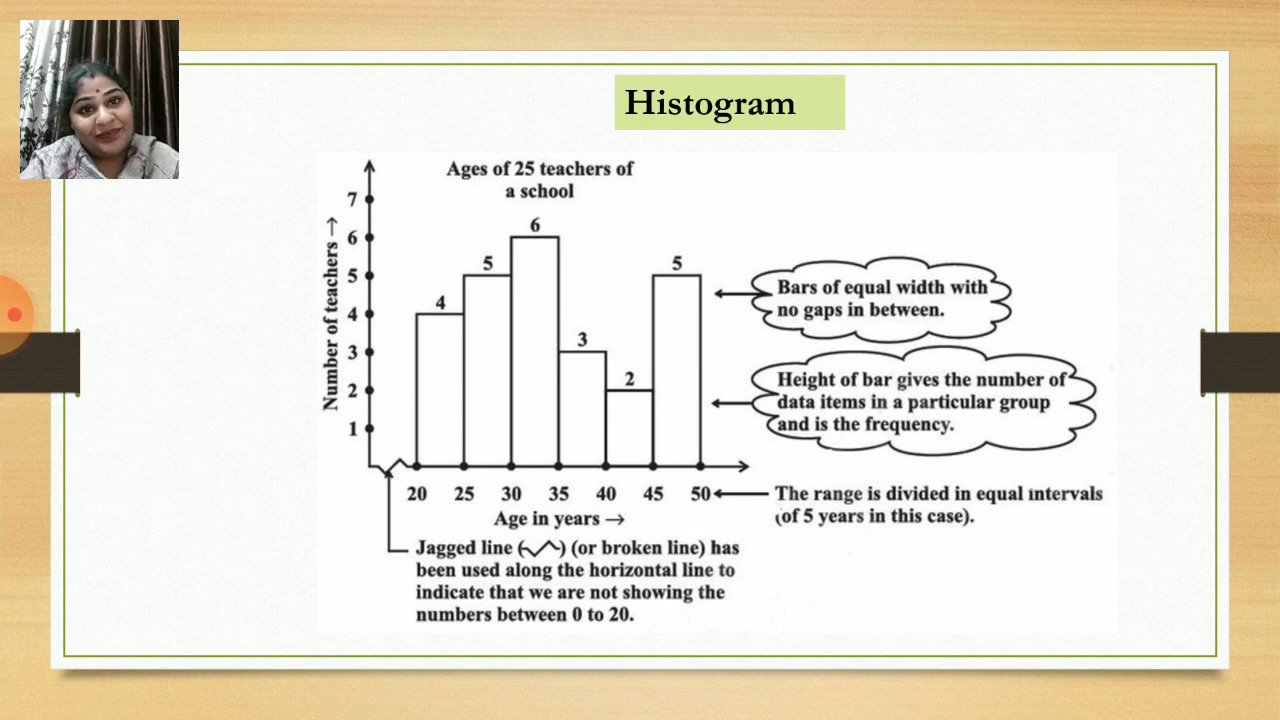 Histogram
Ages of 25 teachers of
a school
Number of teachers →
7
6
5
4
3
2
1
4
5
6
3
2
5
Bars of equal width with
no gaps in between.
Height of bar gives the number of
data items in a particular group
and is the frequency.
20 25 30 35 40 45 50
The range is divided in equal intervals
(of 5 years in this case).
Age in years →
Jagged line ( ) (or broken line) has
been used along the horizontal line to
indicate that we are not showing the
numbers between 0 to 20.